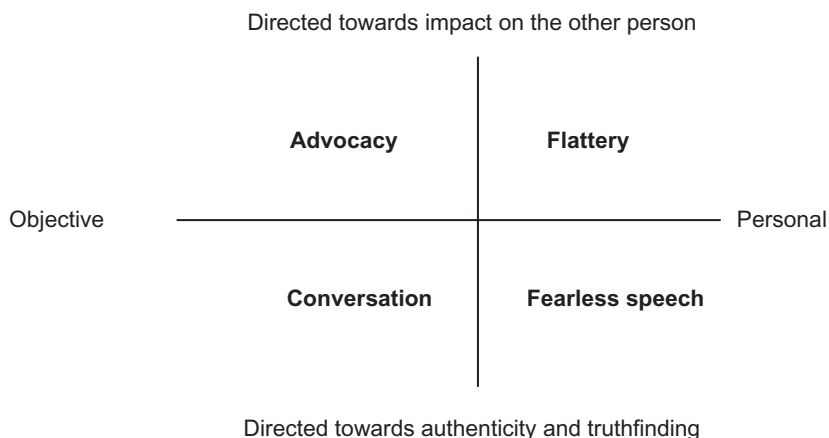 Directed towards impact on the other person
Advocacy
Flattery
Objective
Personal
Conversation
Fearless speech
Directed towards authenticity and truthfinding